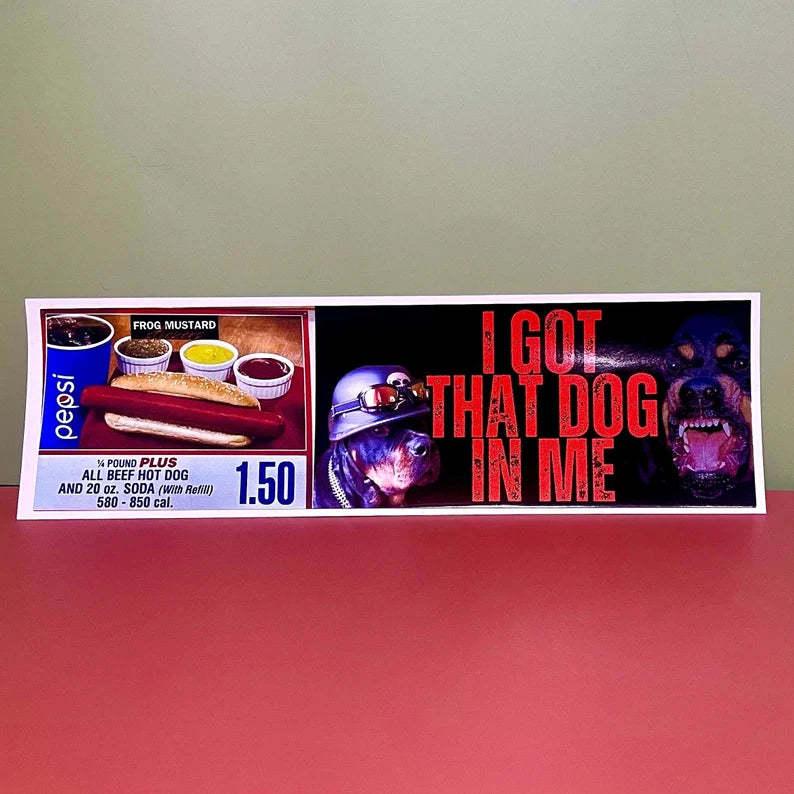 pepsi
FROG MUSTARD
¼ POUND PLUS
ALL BEEF HOT DOG
AND 20 oz. SODA (With Refill)
580 - 850 cal.
1.50
I GOT
THAT DOG
IN ME